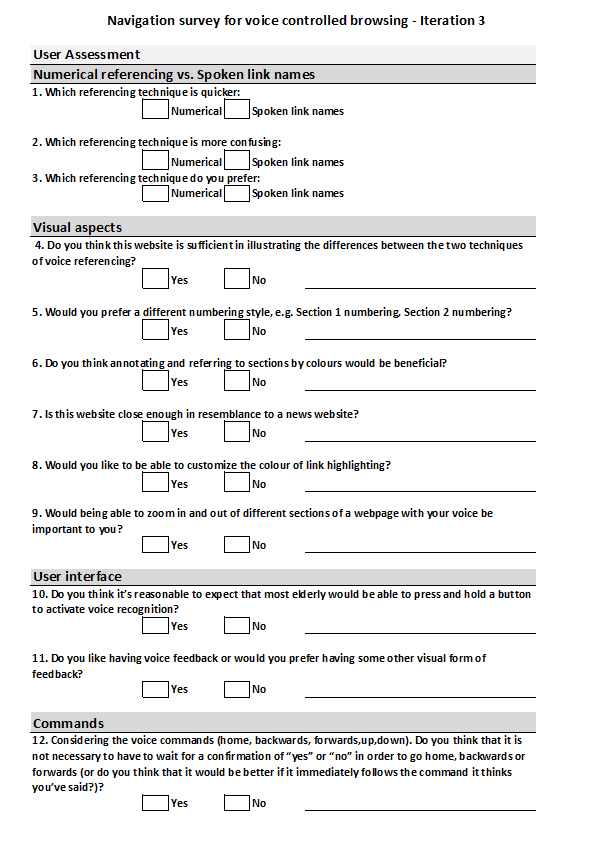 Navigation survey for voice controlled browsing - Iteration 3
User Assessment
Numerical referencing vs. Spoken link names
1. Which referencing technique is quicker:
Numerical Spoken link names
2. Which referencing technique is more confusing:
Numerical Spoken link names
3. Which referencing technique do you prefer:
Numerical Spoken link names
Visual aspects
4. Do you think this website is sufficient in illustrating the differences between the two techniques
of voice referencing?
Yes No
5. Would you prefer a different numbering style, e.g. Section 1 numbering, Section 2 numbering?
Yes No
6. Do you think annotating and referring to sections by colours would be beneficial?
Yes No
7. Is this website close enough in resemblance to a news website?
Yes No
8. Would you like to be able to customize the colour of link highlighting?
Yes No
9. Would being able to zoom in and out of different sections of a webpage with your voice be
important to you?
Yes No
User interface
10. Do you think it's reasonable to expect that most elderly would be able to press and hold a button
to activate voice recognition?
Yes No
11. Do you like having voice feedback or would you prefer having some other visual form of
feedback?
Yes No
Commands
12. Considering the voice commands (home, backwards, forwards,up,down). Do you think that it is
not necessary to have to wait for a confirmation of “yes” or “no” in order to go home, backwards or
forwards (or do you think that it would be better if it immediately follows the command it thinks
you've said?)?
Yes No